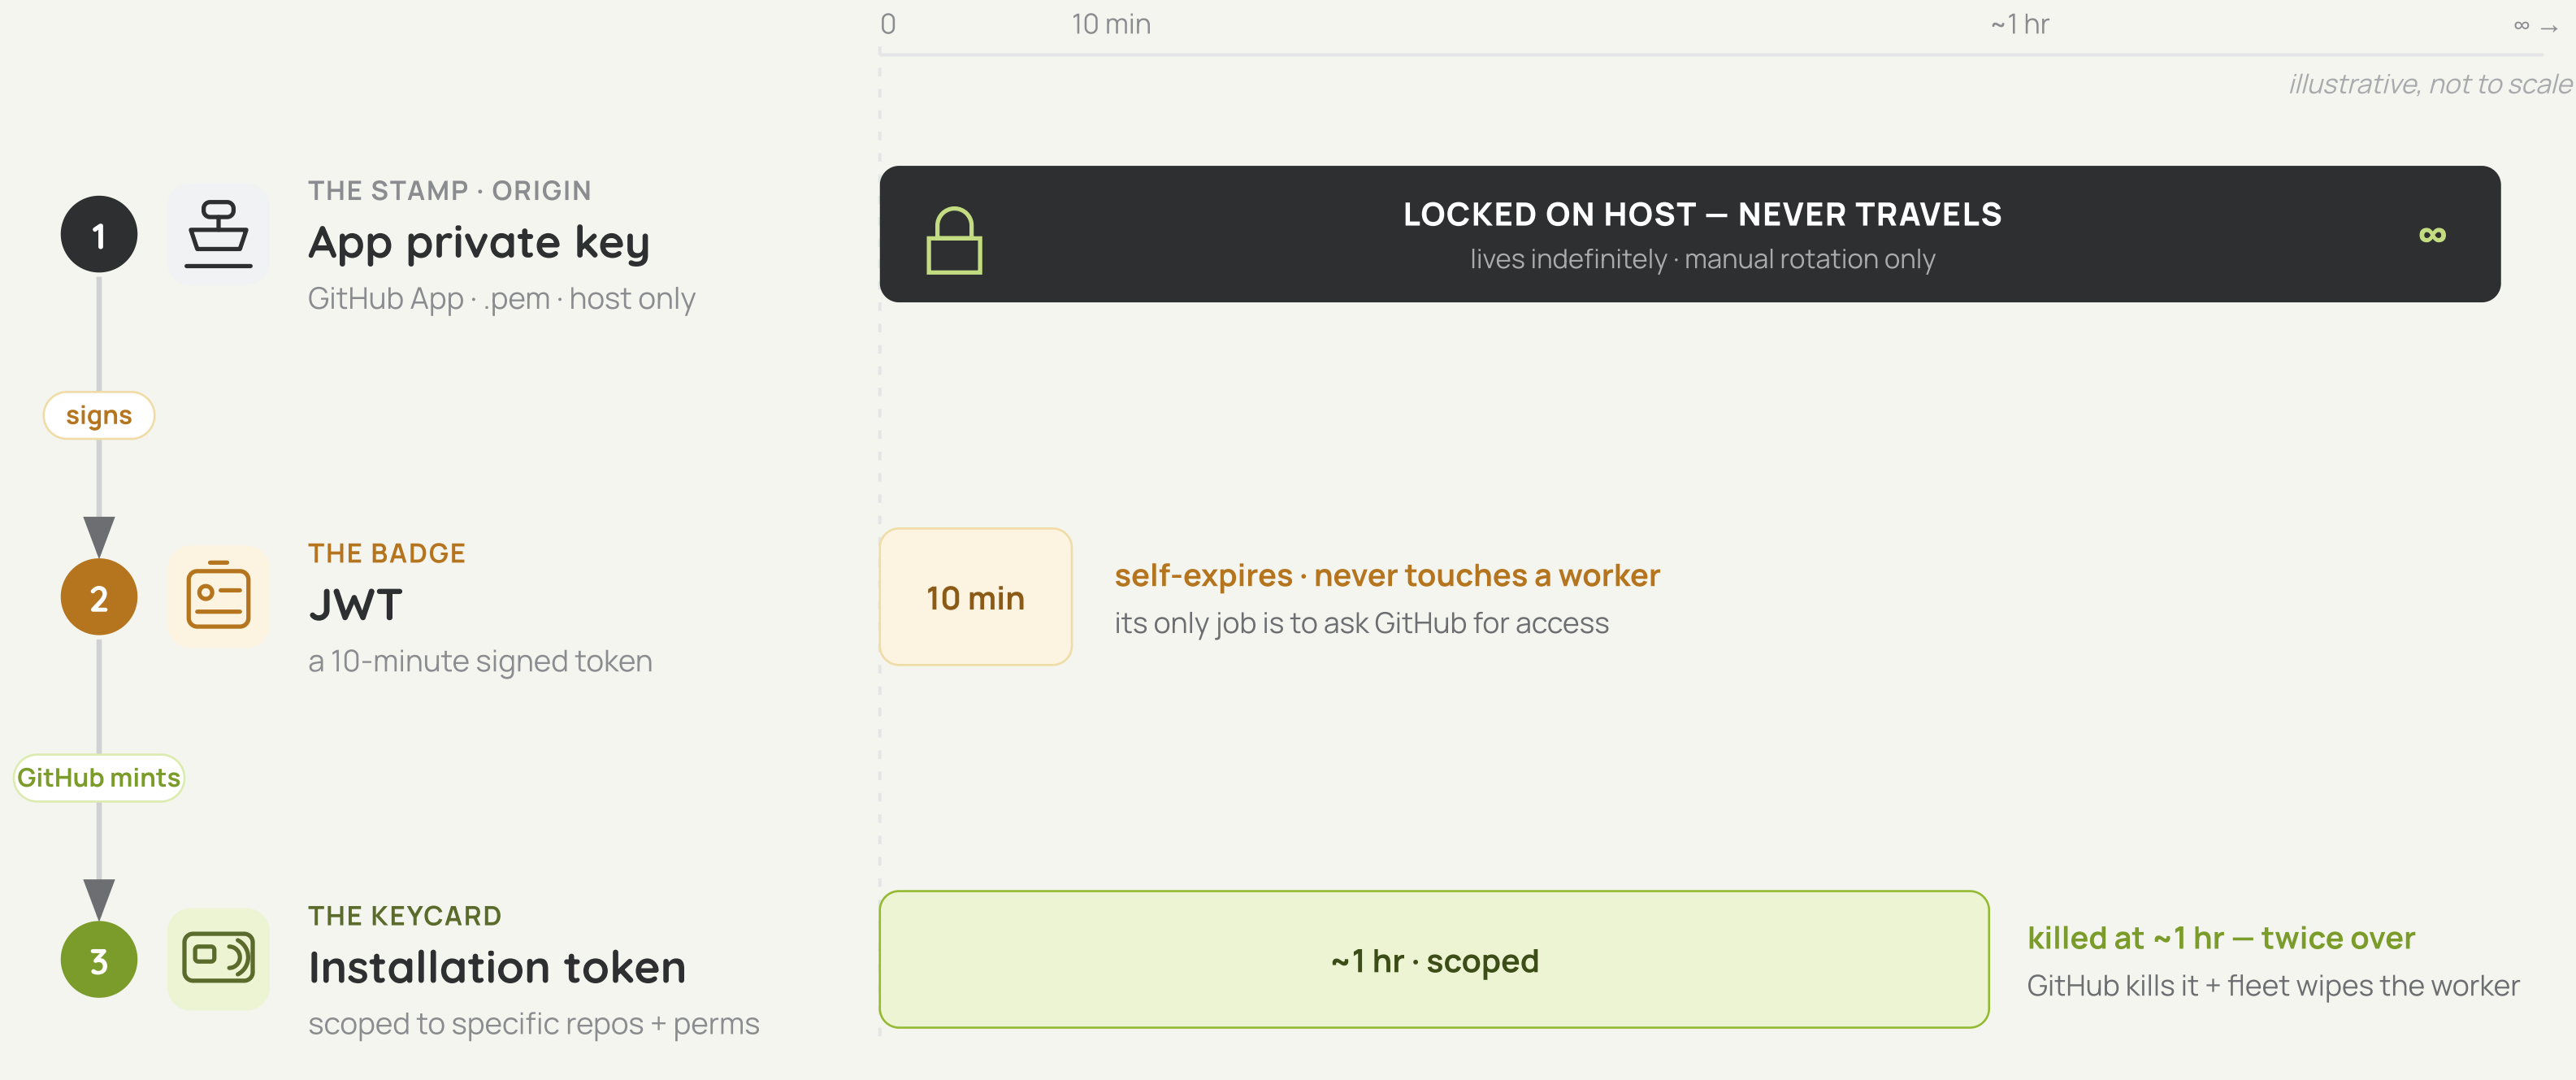 0
10 min
~1 hr
∞ →
illustrative, not to scale
1
THE STAMP · ORIGIN
App private key
GitHub App · .pem · host only
LOCKED ON HOST — NEVER TRAVELS
lives indefinitely · manual rotation only
∞
signs
2
THE BADGE
JWT
a 10-minute signed token
10 min
self-expires · never touches a worker
its only job is to ask GitHub for access
GitHub mints
3
THE KEYCARD
Installation token
scoped to specific repos + perms
~1 hr · scoped
killed at ~1 hr — twice over
GitHub kills it + fleet wipes the worker